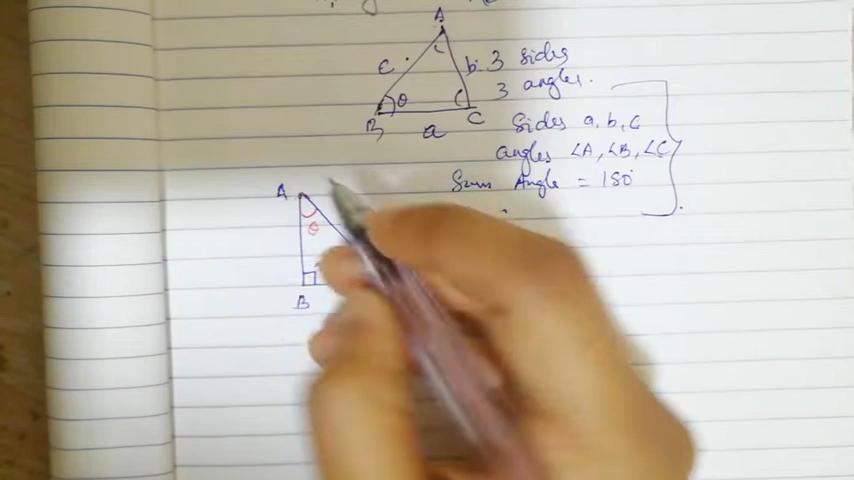 A
c
b
3 sides
3 angles.
θ
B
a
C
Sides a, b, c
angles ∠A, ∠B, ∠C
Sum Angle = 180°
A
θ
B